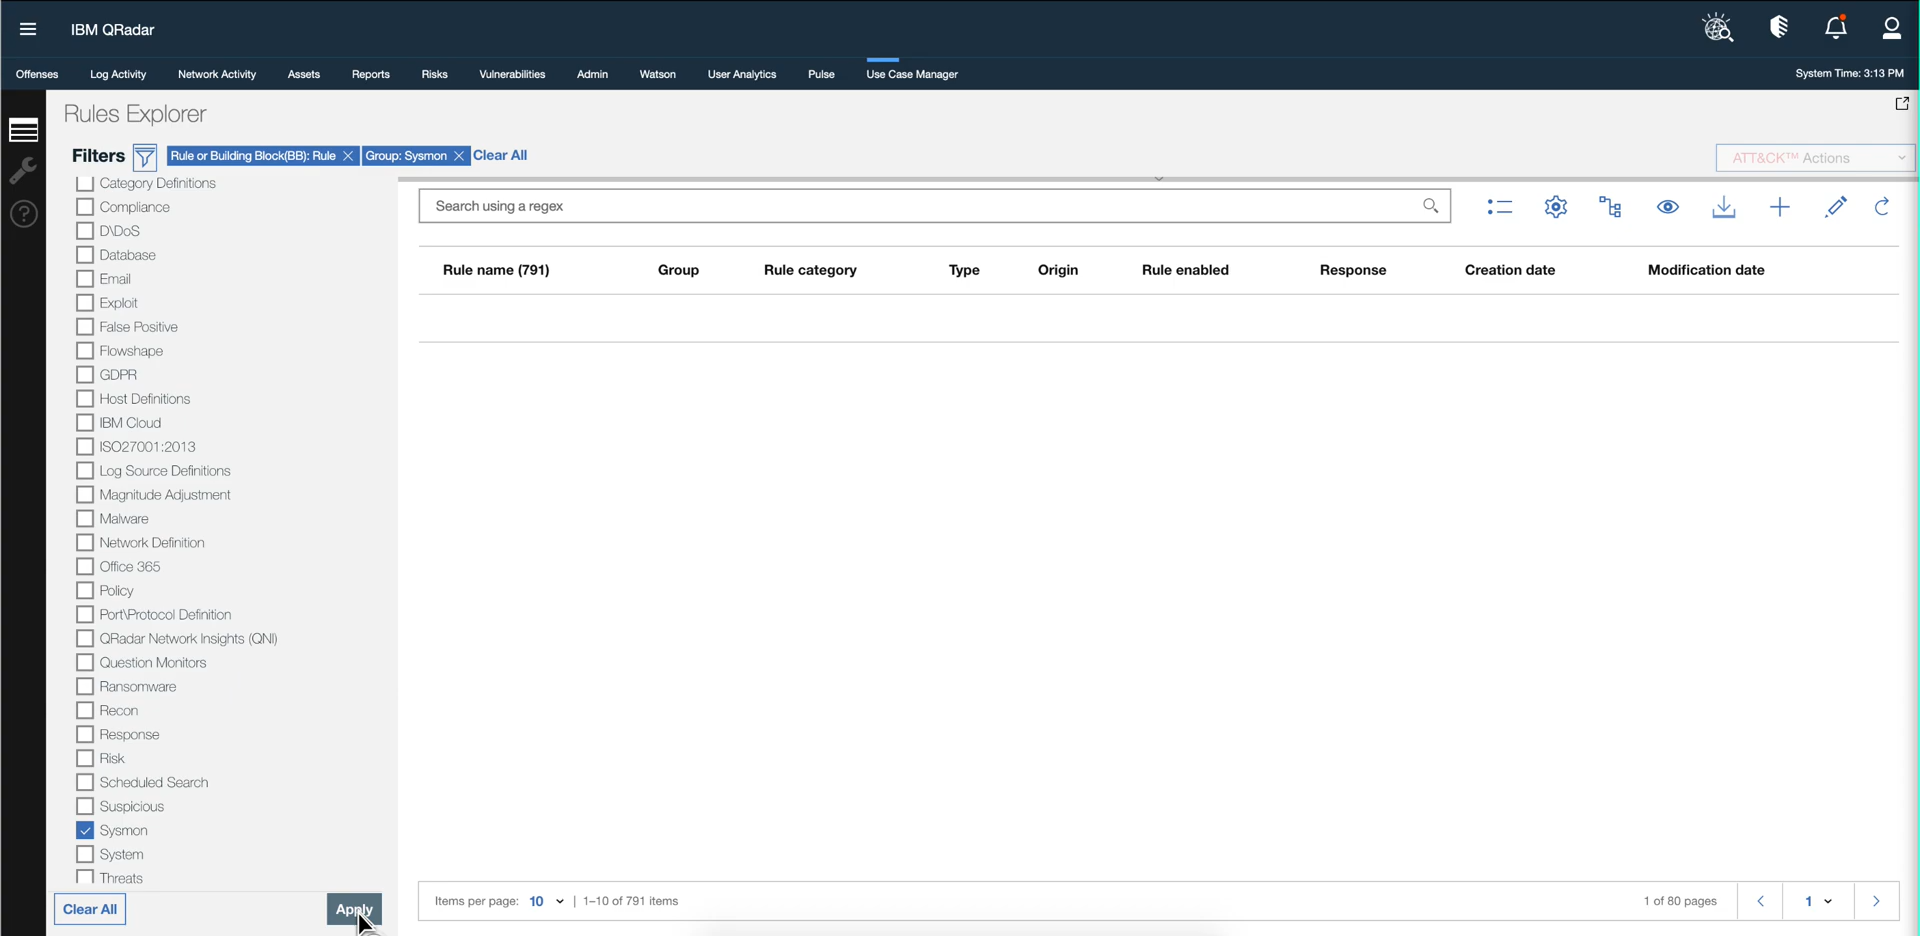 IBM QRadar
Offenses Log Activity Network Activity Assets Reports Risks Vulnerabilities Admin Watson User Analytics Pulse Use Case Manager System Time: 3:13 PM
Rules Explorer
Filters Rule or Building Block(BB): Rule Group: Sysmon Clear All
ATT&CK™ Actions
Category Definitions
Compliance
D\DoS
Database
Email
Exploit
False Positive
Flowshape
GDPR
Host Definitions
IBM Cloud
ISO27001:2013
Log Source Definitions
Magnitude Adjustment
Malware
Network Definition
Office 365
Policy
Port\Protocol Definition
QRadar Network Insights (QNI)
Question Monitors
Ransomware
Recon
Response
Risk
Scheduled Search
Suspicious
Sysmon
System
Threats
Clear All Apply
Search using a regex
Rule name (791) Group Rule category Type Origin Rule enabled Response Creation date Modification date
Items per page: 10 | 1–10 of 791 items 1 of 80 pages 1